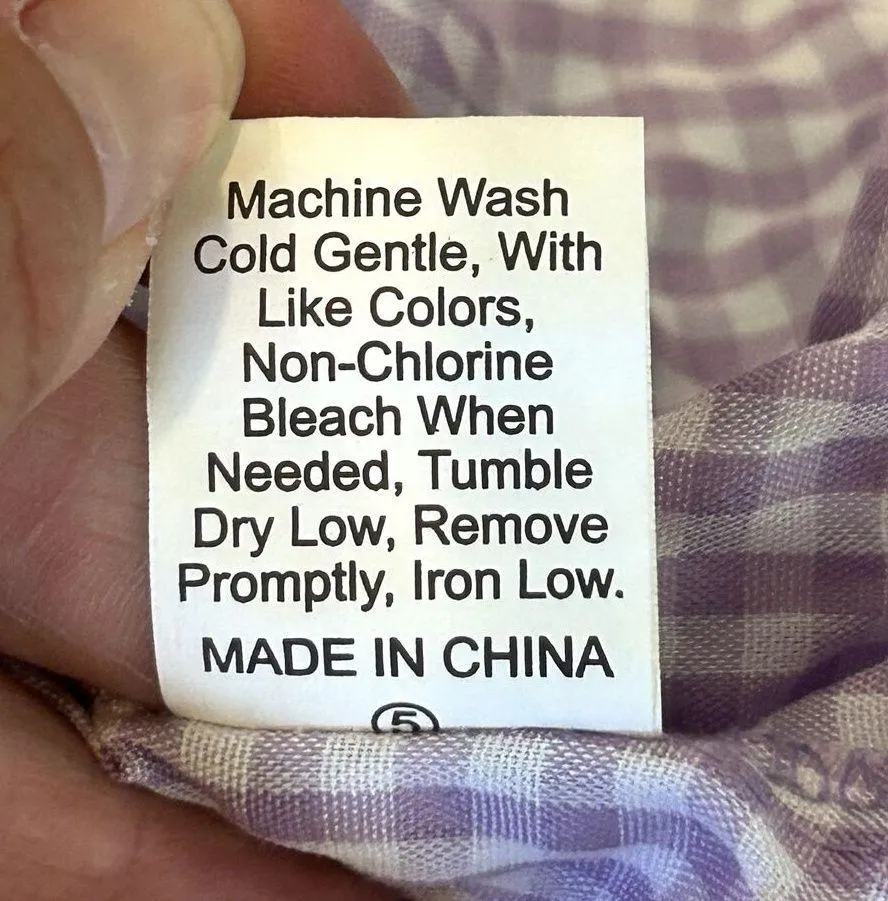 Machine Wash
Cold Gentle, With
Like Colors,
Non-Chlorine
Bleach When
Needed, Tumble
Dry Low, Remove
Promptly, Iron Low.
MADE IN CHINA
⑤